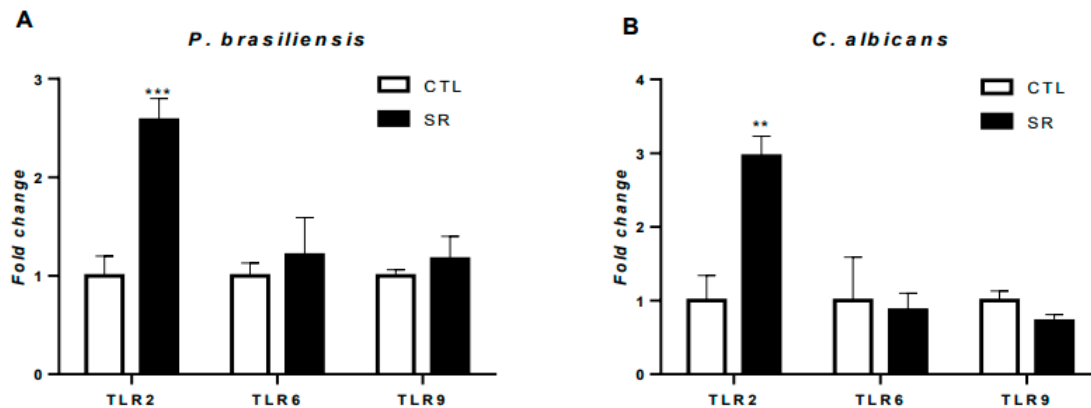 A
P. brasiliensis
3
2
1
0
Fold change
***
CTL
SR
TLR2 TLR6 TLR9
B
C. albicans
4
3
2
1
0
Fold change
**
CTL
SR
TLR2 TLR6 TLR9